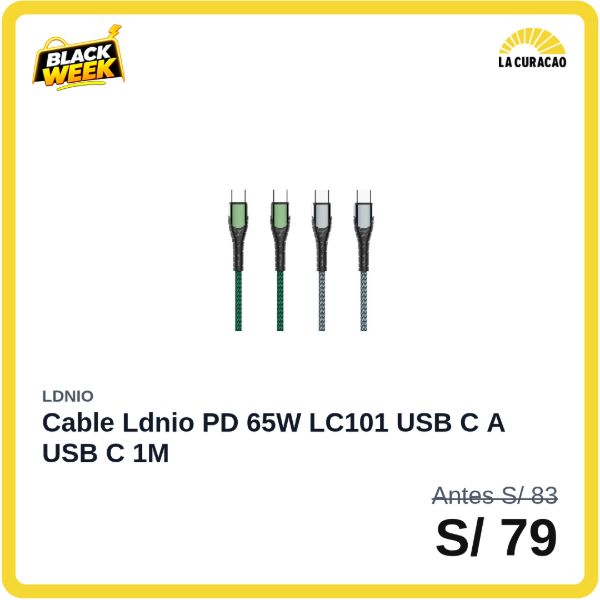 BLACK
WEEK
LA CURACAO
LDNIO
Cable Ldnio PD 65W LC101 USB C A
USB C 1M
Antes S/ 83
S/ 79